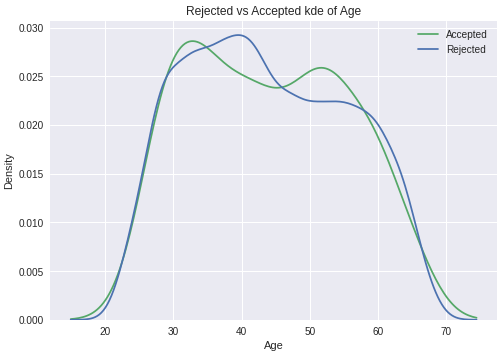 Rejected vs Accepted kde of Age
Accepted
Rejected
0.030
0.025
0.020
0.015
0.010
0.005
0.000
Density
20 30 40 50 60 70
Age